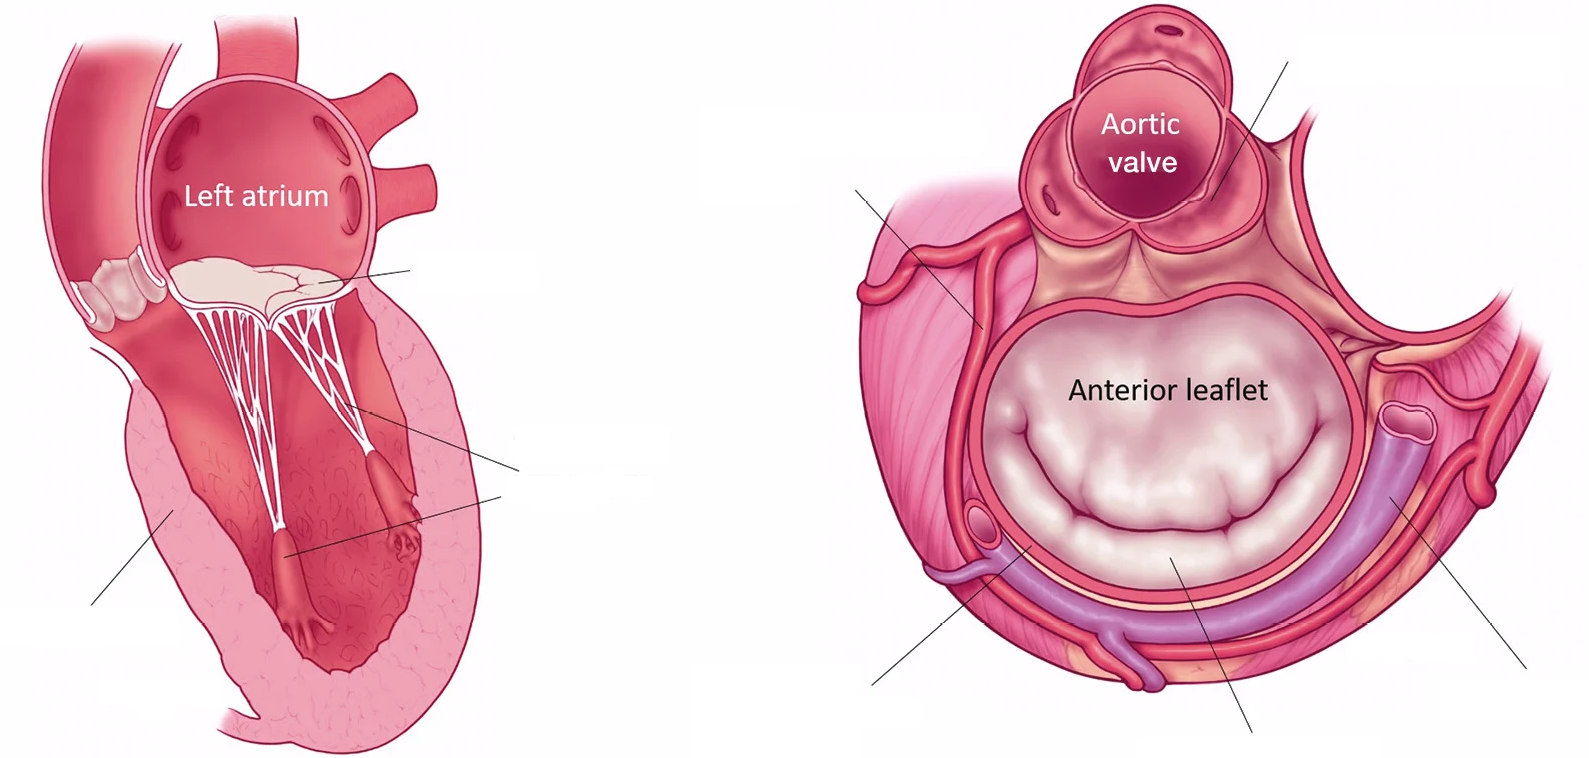 Left atrium
Aortic
valve
Anterior leaflet